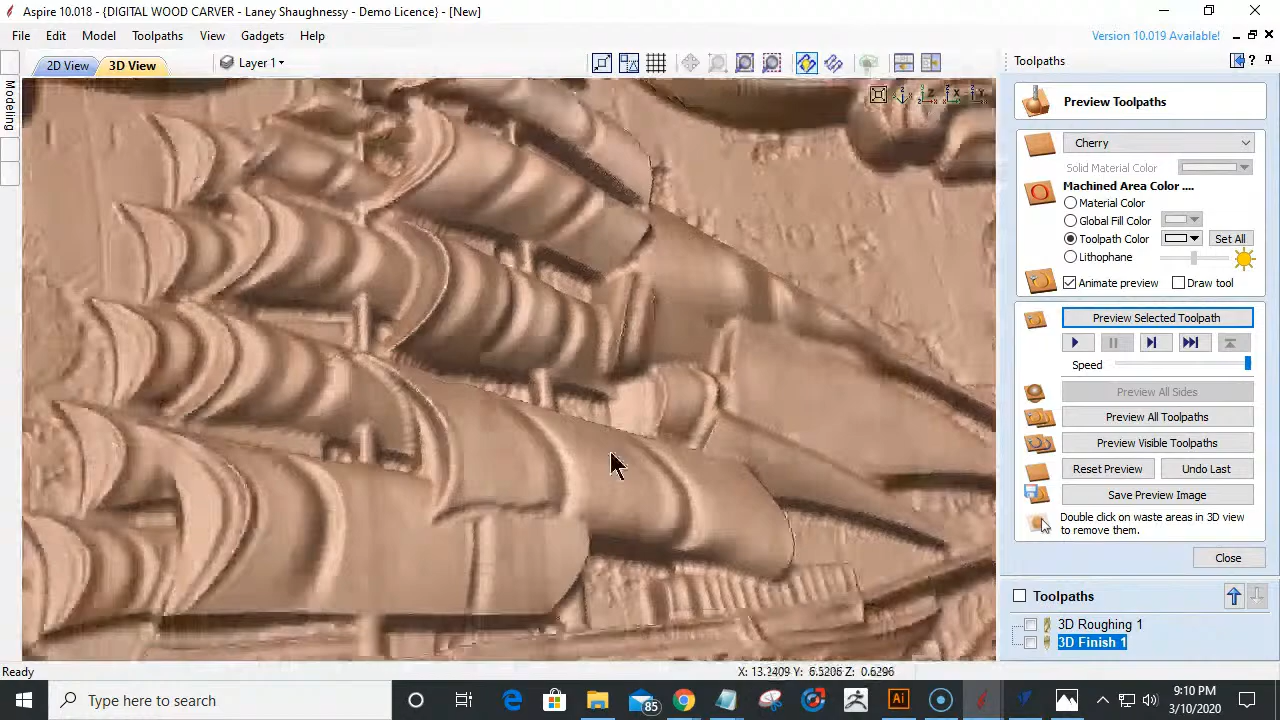 Aspire 10.018 - {DIGITAL WOOD CARVER - Laney Shaughnessy - Demo Licence} - [New]
File Edit Model Toolpaths View Gadgets Help
Version 10.019 Available!
2D View 3D View Layer 1
Toolpaths
Modeling
Preview Toolpaths
Cherry
Solid Material Color
Machined Area Color ....
Material Color
Global Fill Color
Toolpath Color Set All
Lithophane
Animate preview Draw tool
Preview Selected Toolpath
Speed
Preview All Sides
Preview All Toolpaths
Preview Visible Toolpaths
Reset Preview Undo Last
Save Preview Image
Double click on waste areas in 3D view
to remove them.
Close
Toolpaths
3D Roughing 1
3D Finish 1
Ready
X: 13.2409 Y: 6.5206 Z: 0.6296
Type here to search
85
Ai
9:10 PM
3/10/2020